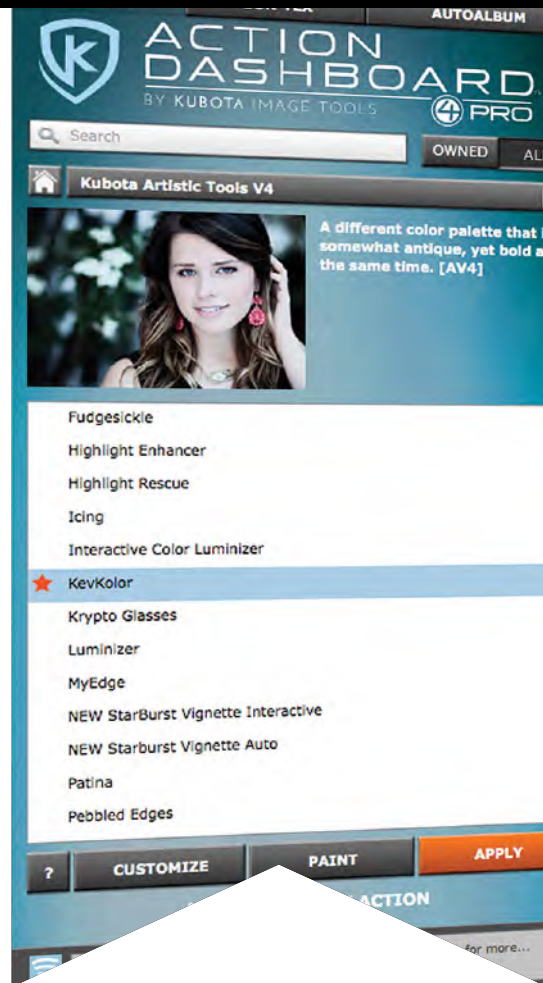 AUTOALBUM
K
ACTION
DASHBOARD
BY KUBOTA IMAGE TOOLS
4 PRO
Search
OWNED
Kubota Artistic Tools V4
A different color palette that
somewhat antique, yet bold a
the same time. [AV4]
Fudgesickle
Highlight Enhancer
Highlight Rescue
Icing
Interactive Color Luminizer
KevKolor
Krypto Glasses
Luminizer
MyEdge
NEW StarBurst Vignette Interactive
NEW Starburst Vignette Auto
Patina
Pebbled Edges
?
CUSTOMIZE
PAINT
APPLY
ACTION
for more...